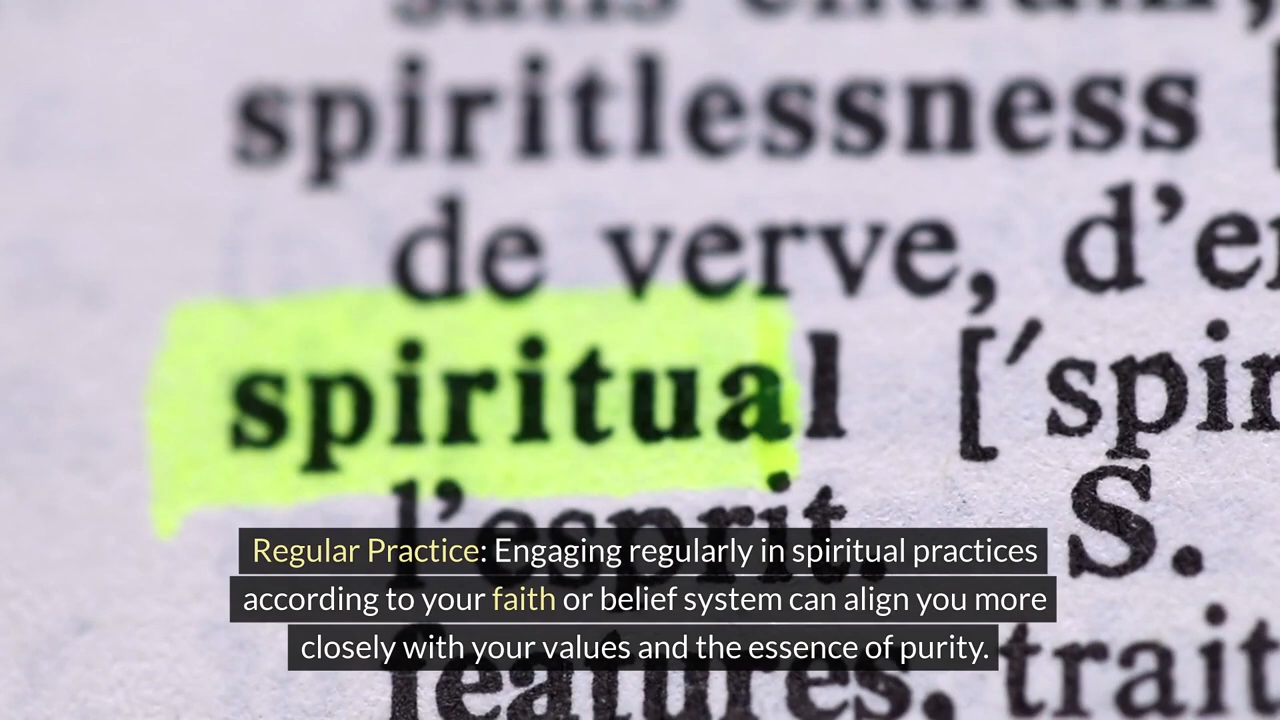 spiritlessness
de verve, d'e
spiritual ['spir
l'esprit. S.
Regular Practice: Engaging regularly in spiritual practices
according to your faith or belief system can align you more
closely with your values and the essence of purity.
features, trait